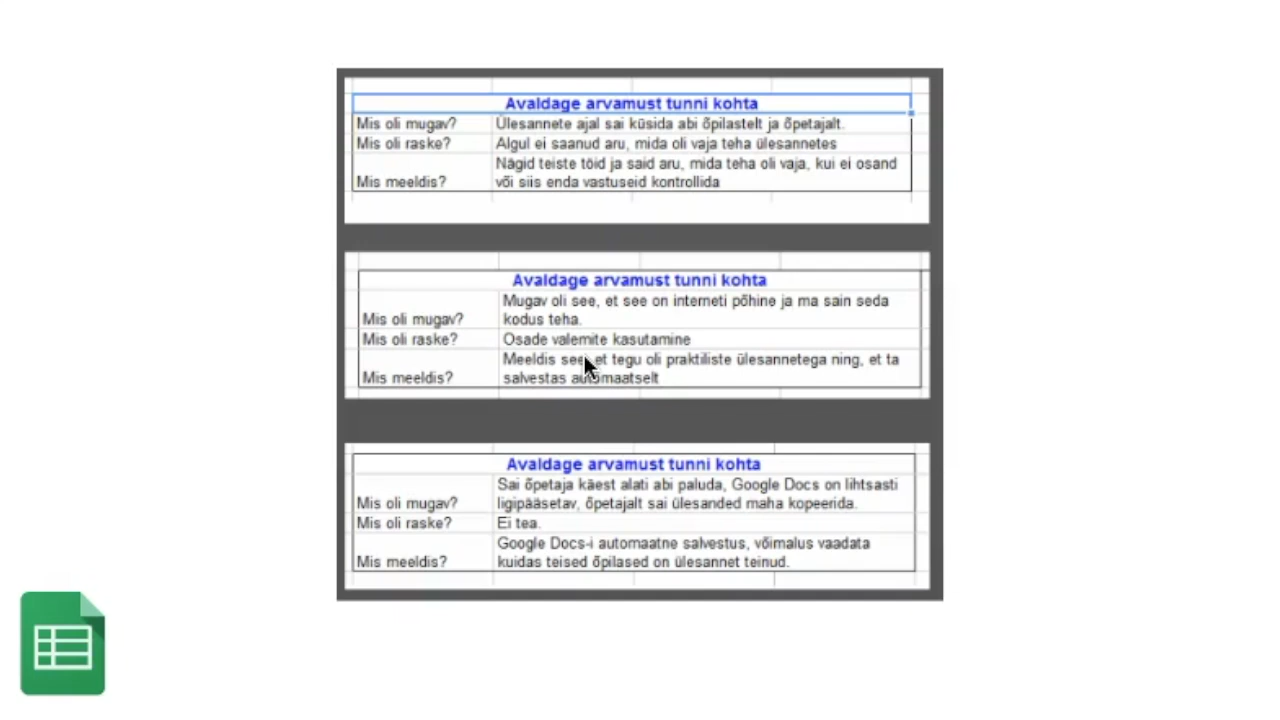 Avaldage arvamust tunni kohta
Mis oli mugav? Ülesannete ajal sai küsida abi õpilastelt ja õpetajalt.
Mis oli raske? Algul ei saanud aru, mida oli vaja teha ülesannetes
Nägid teiste töid ja said aru, mida teha oli vaja, kui ei osand
Mis meeldis? või siis enda vastuseid kontrollida
Avaldage arvamust tunni kohta
Mugav oli see, et see on interneti põhine ja ma sain seda
Mis oli mugav? kodus teha.
Mis oli raske? Osade valemite kasutamine
Meeldis see, et tegu oli praktiliste ülesannetega ning, et ta
Mis meeldis? salvestas automaatselt
Avaldage arvamust tunni kohta
Sai õpetaja käest alati abi paluda, Google Docs on lihtsasti
Mis oli mugav? ligipääsetav, õpetajalt sai ülesanded maha kopeerida.
Mis oli raske? Ei tea.
Google Docs-i automaatne salvestus, võimalus vaadata
Mis meeldis? kuidas teised õpilased on ülesannet teinud.